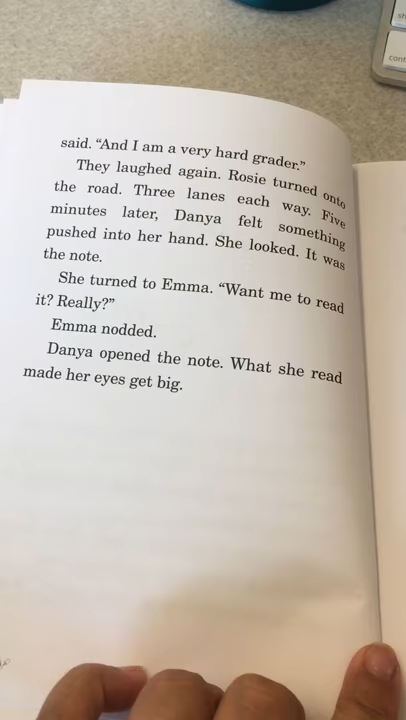 sh
cont
said. “And I am a very hard grader.”
They laughed again. Rosie turned onto
the road. Three lanes each way. Five
minutes later, Danya felt something
pushed into her hand. She looked. It was
the note.
She turned to Emma. “Want me to read
it? Really?”
Emma nodded.
Danya opened the note. What she read
made her eyes get big.